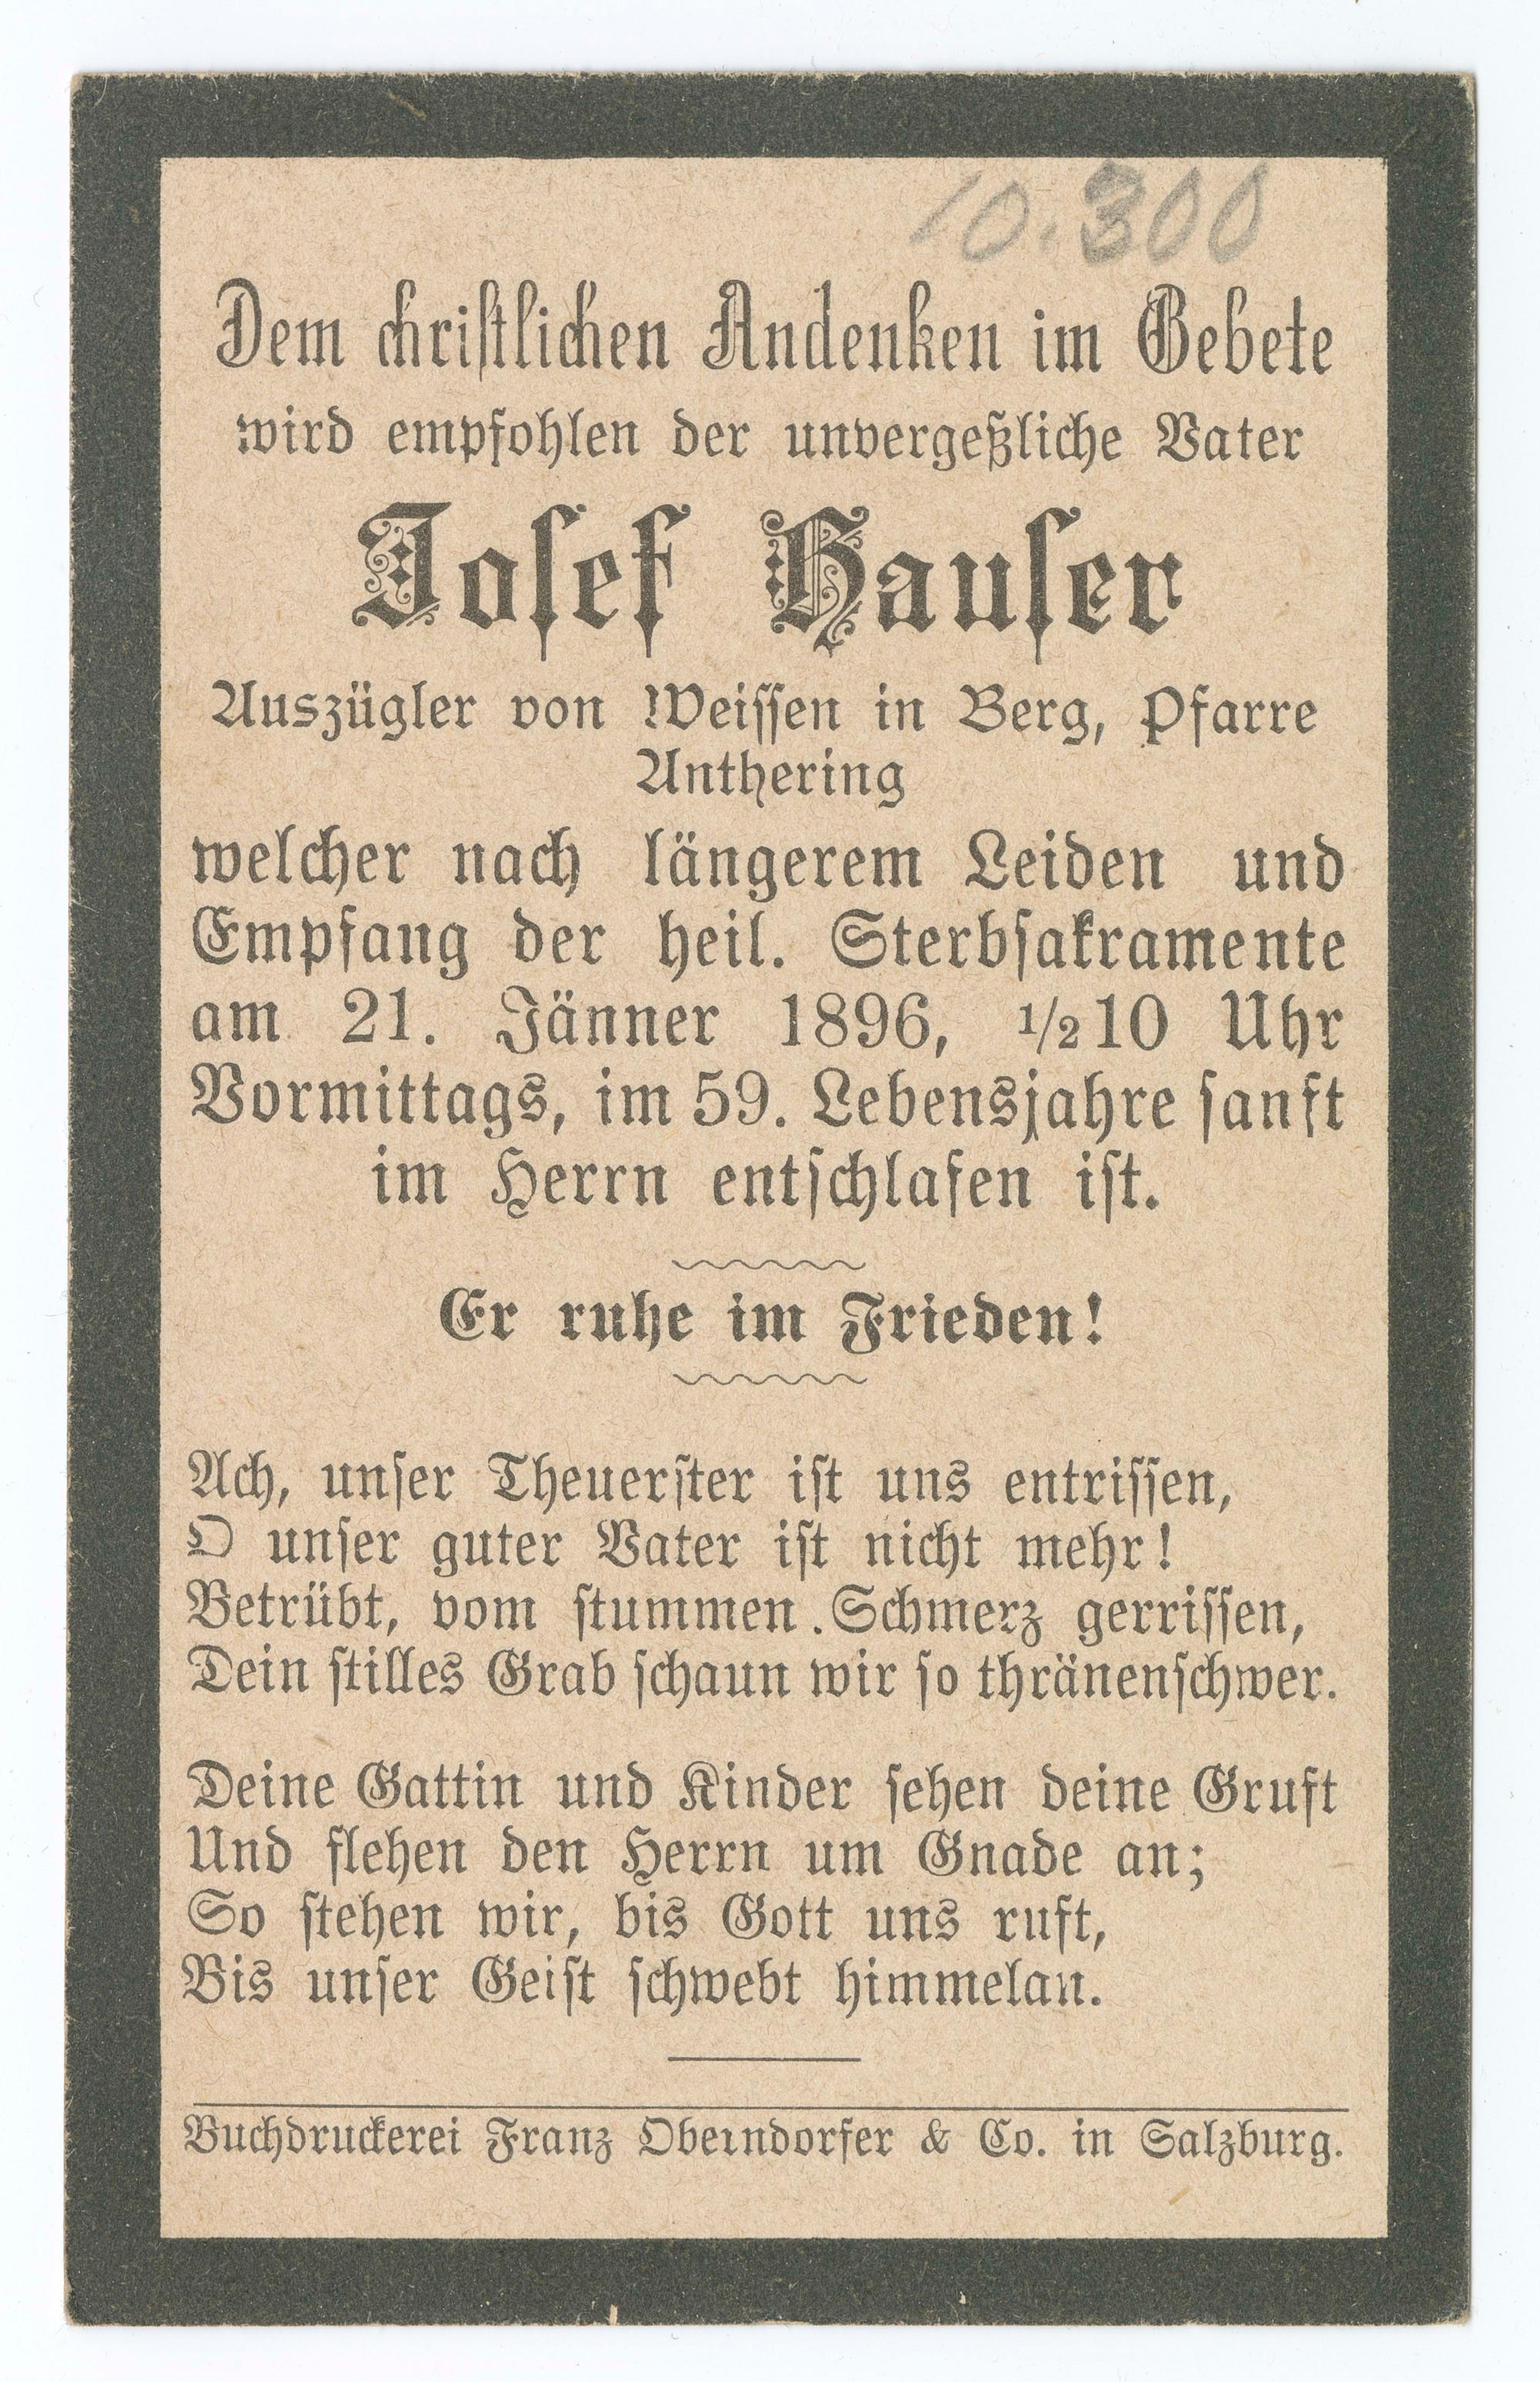 10.300
Dem christlichen Andenken im Gebete
wird empfohlen der unvergeßliche Vater
Josef Hauser
Auszügler von Weissen in Berg, Pfarre
Anthering
welcher nach längerem Leiden und
Empfang der heil. Sterbsakramente
am 21. Jänner 1896, 1/2 10 Uhr
Vormittags, im 59. Lebensjahre sanft
im Herrn entschlafen ist.
Er ruhe im Frieden!
Ach, unser Theuerster ist uns entrissen,
O unser guter Vater ist nicht mehr!
Betrübt, vom stummen .Schmerz gerrissen,
Dein stilles Grab schaun wir so thränenschwer.
Deine Gattin und Kinder sehen deine Gruft
Und flehen den Herrn um Gnade an;
So stehen wir, bis Gott uns ruft,
Bis unser Geist schwebt himmelan.
Buchdruckerei Franz Oberndorfer & Co. in Salzburg.